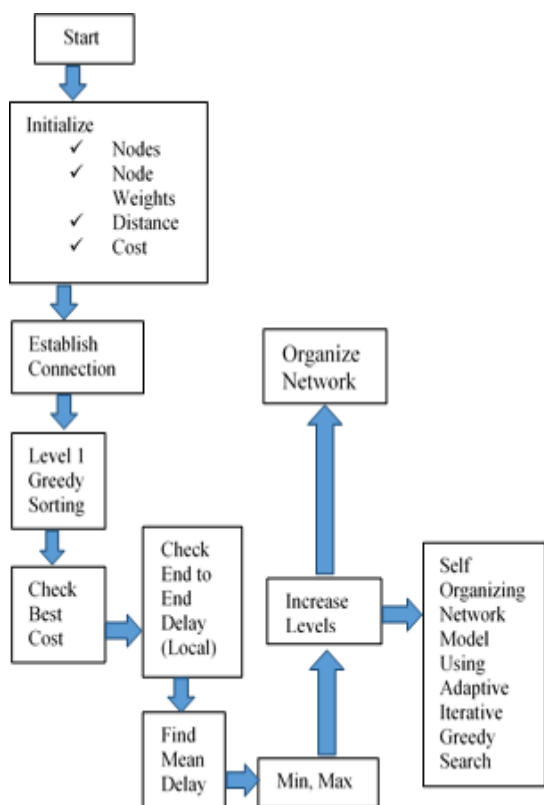 Start
Initialize
✓ Nodes
✓ Node
Weights
✓ Distance
✓ Cost
Establish
Connection
Level 1
Greedy
Sorting
Check
Best
Cost
Check
End to
End
Delay
(Local)
Find
Mean
Delay
Min, Max
Increase
Levels
Organize
Network
Self
Organizing
Network
Model
Using
Adaptive
Iterative
Greedy
Search